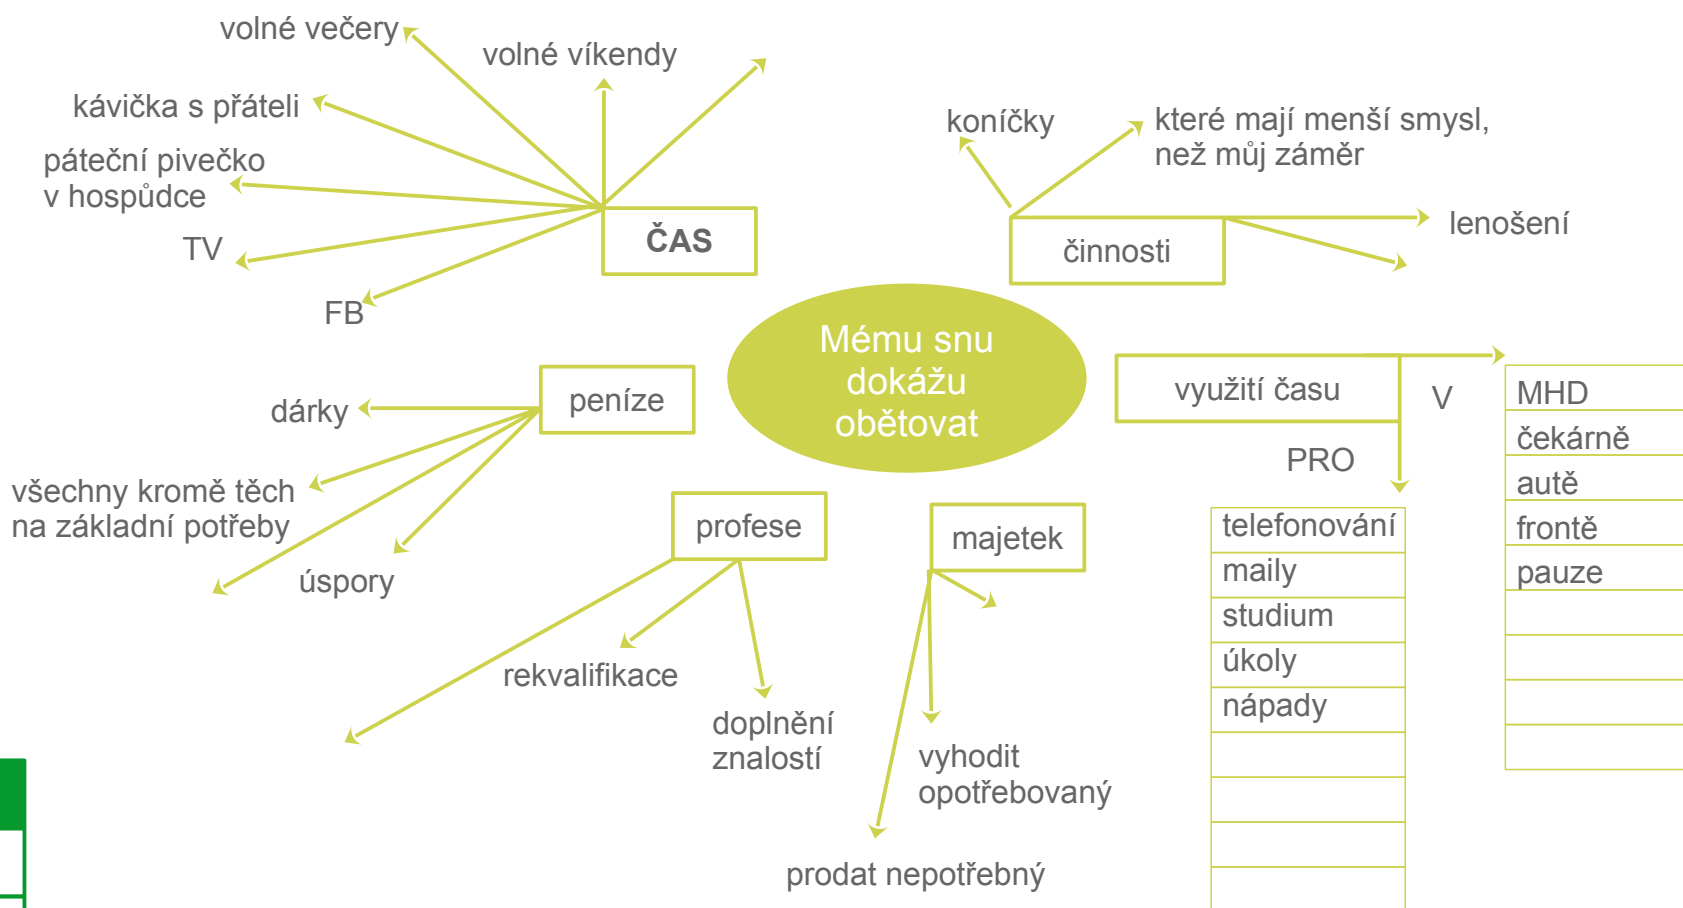 volné večery
volné víkendy
kávička s přáteli
páteční pivečko
v hospůdce
TV
FB
ČAS
koníčky
které mají menší smysl,
než můj záměr
lenošení
činnosti
Mému snu
dokážu
obětovat
peníze
dárky
všechny kromě těch
na základní potřeby
úspory
profese
rekvalifikace
doplnění
znalostí
majetek
vyhodit
opotřebovaný
prodat nepotřebný
využití času
V
PRO
MHD
čekárně
autě
frontě
pauze
telefonování
maily
studium
úkoly
nápady